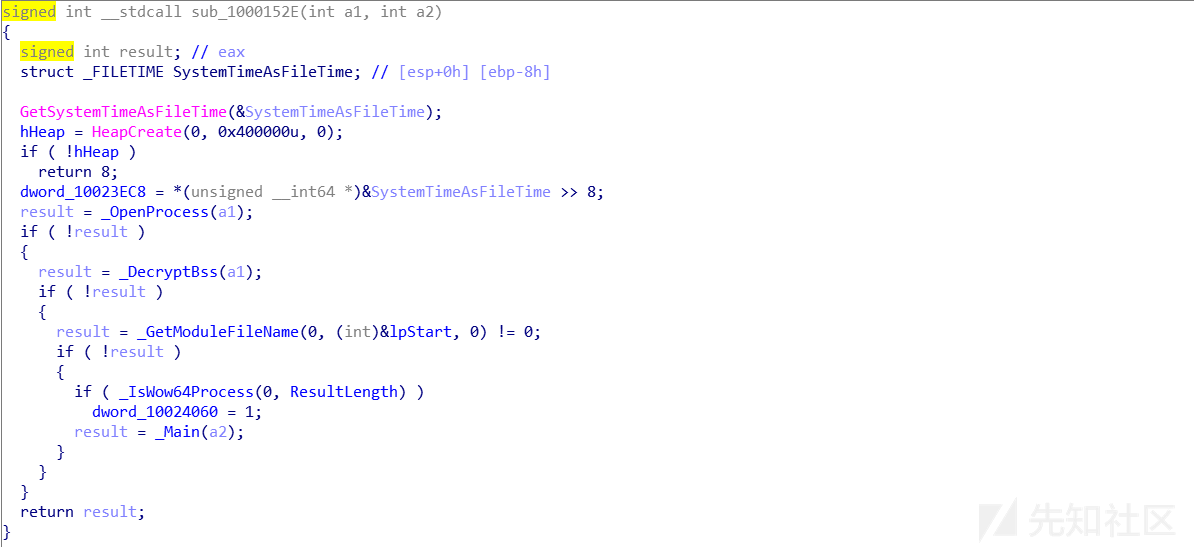 signed int __stdcall sub_1000152E(int a1, int a2)
{
  signed int result; // eax
  struct _FILETIME SystemTimeAsFileTime; // [esp+0h] [ebp-8h]

  GetSystemTimeAsFileTime(&SystemTimeAsFileTime);
  hHeap = HeapCreate(0, 0x400000u, 0);
  if ( !hHeap )
    return 8;
  dword_10023EC8 = *(unsigned __int64 *)&SystemTimeAsFileTime >> 8;
  result = _OpenProcess(a1);
  if ( !result )
  {
    result = _DecryptBss(a1);
    if ( !result )
    {
      result = _GetModuleFileName(0, (int)&lpStart, 0) != 0;
      if ( !result )
      {
        if ( _IsWow64Process(0, ResultLength) )
          dword_10024060 = 1;
        result = _Main(a2);
      }
    }
  }
  return result;
}
先知社区